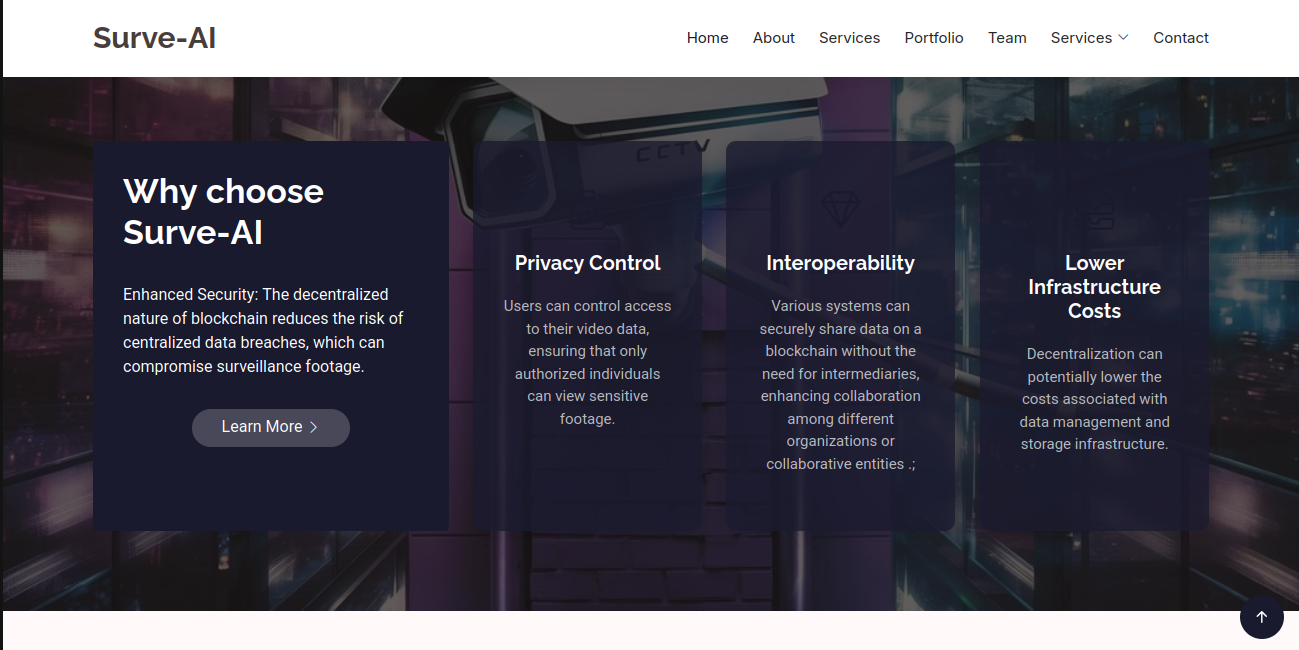 Surve-AI
Home About Services Portfolio Team Services Contact
CCTV
Why choose
Surve-AI
Enhanced Security: The decentralized
nature of blockchain reduces the risk of
centralized data breaches, which can
compromise surveillance footage.
Learn More
Privacy Control
Users can control access
to their video data,
ensuring that only
authorized individuals
can view sensitive
footage.
Interoperability
Various systems can
securely share data on a
blockchain without the
need for intermediaries,
enhancing collaboration
among different
organizations or
collaborative entities .;
Lower
Infrastructure
Costs
Decentralization can
potentially lower the
costs associated with
data management and
storage infrastructure.